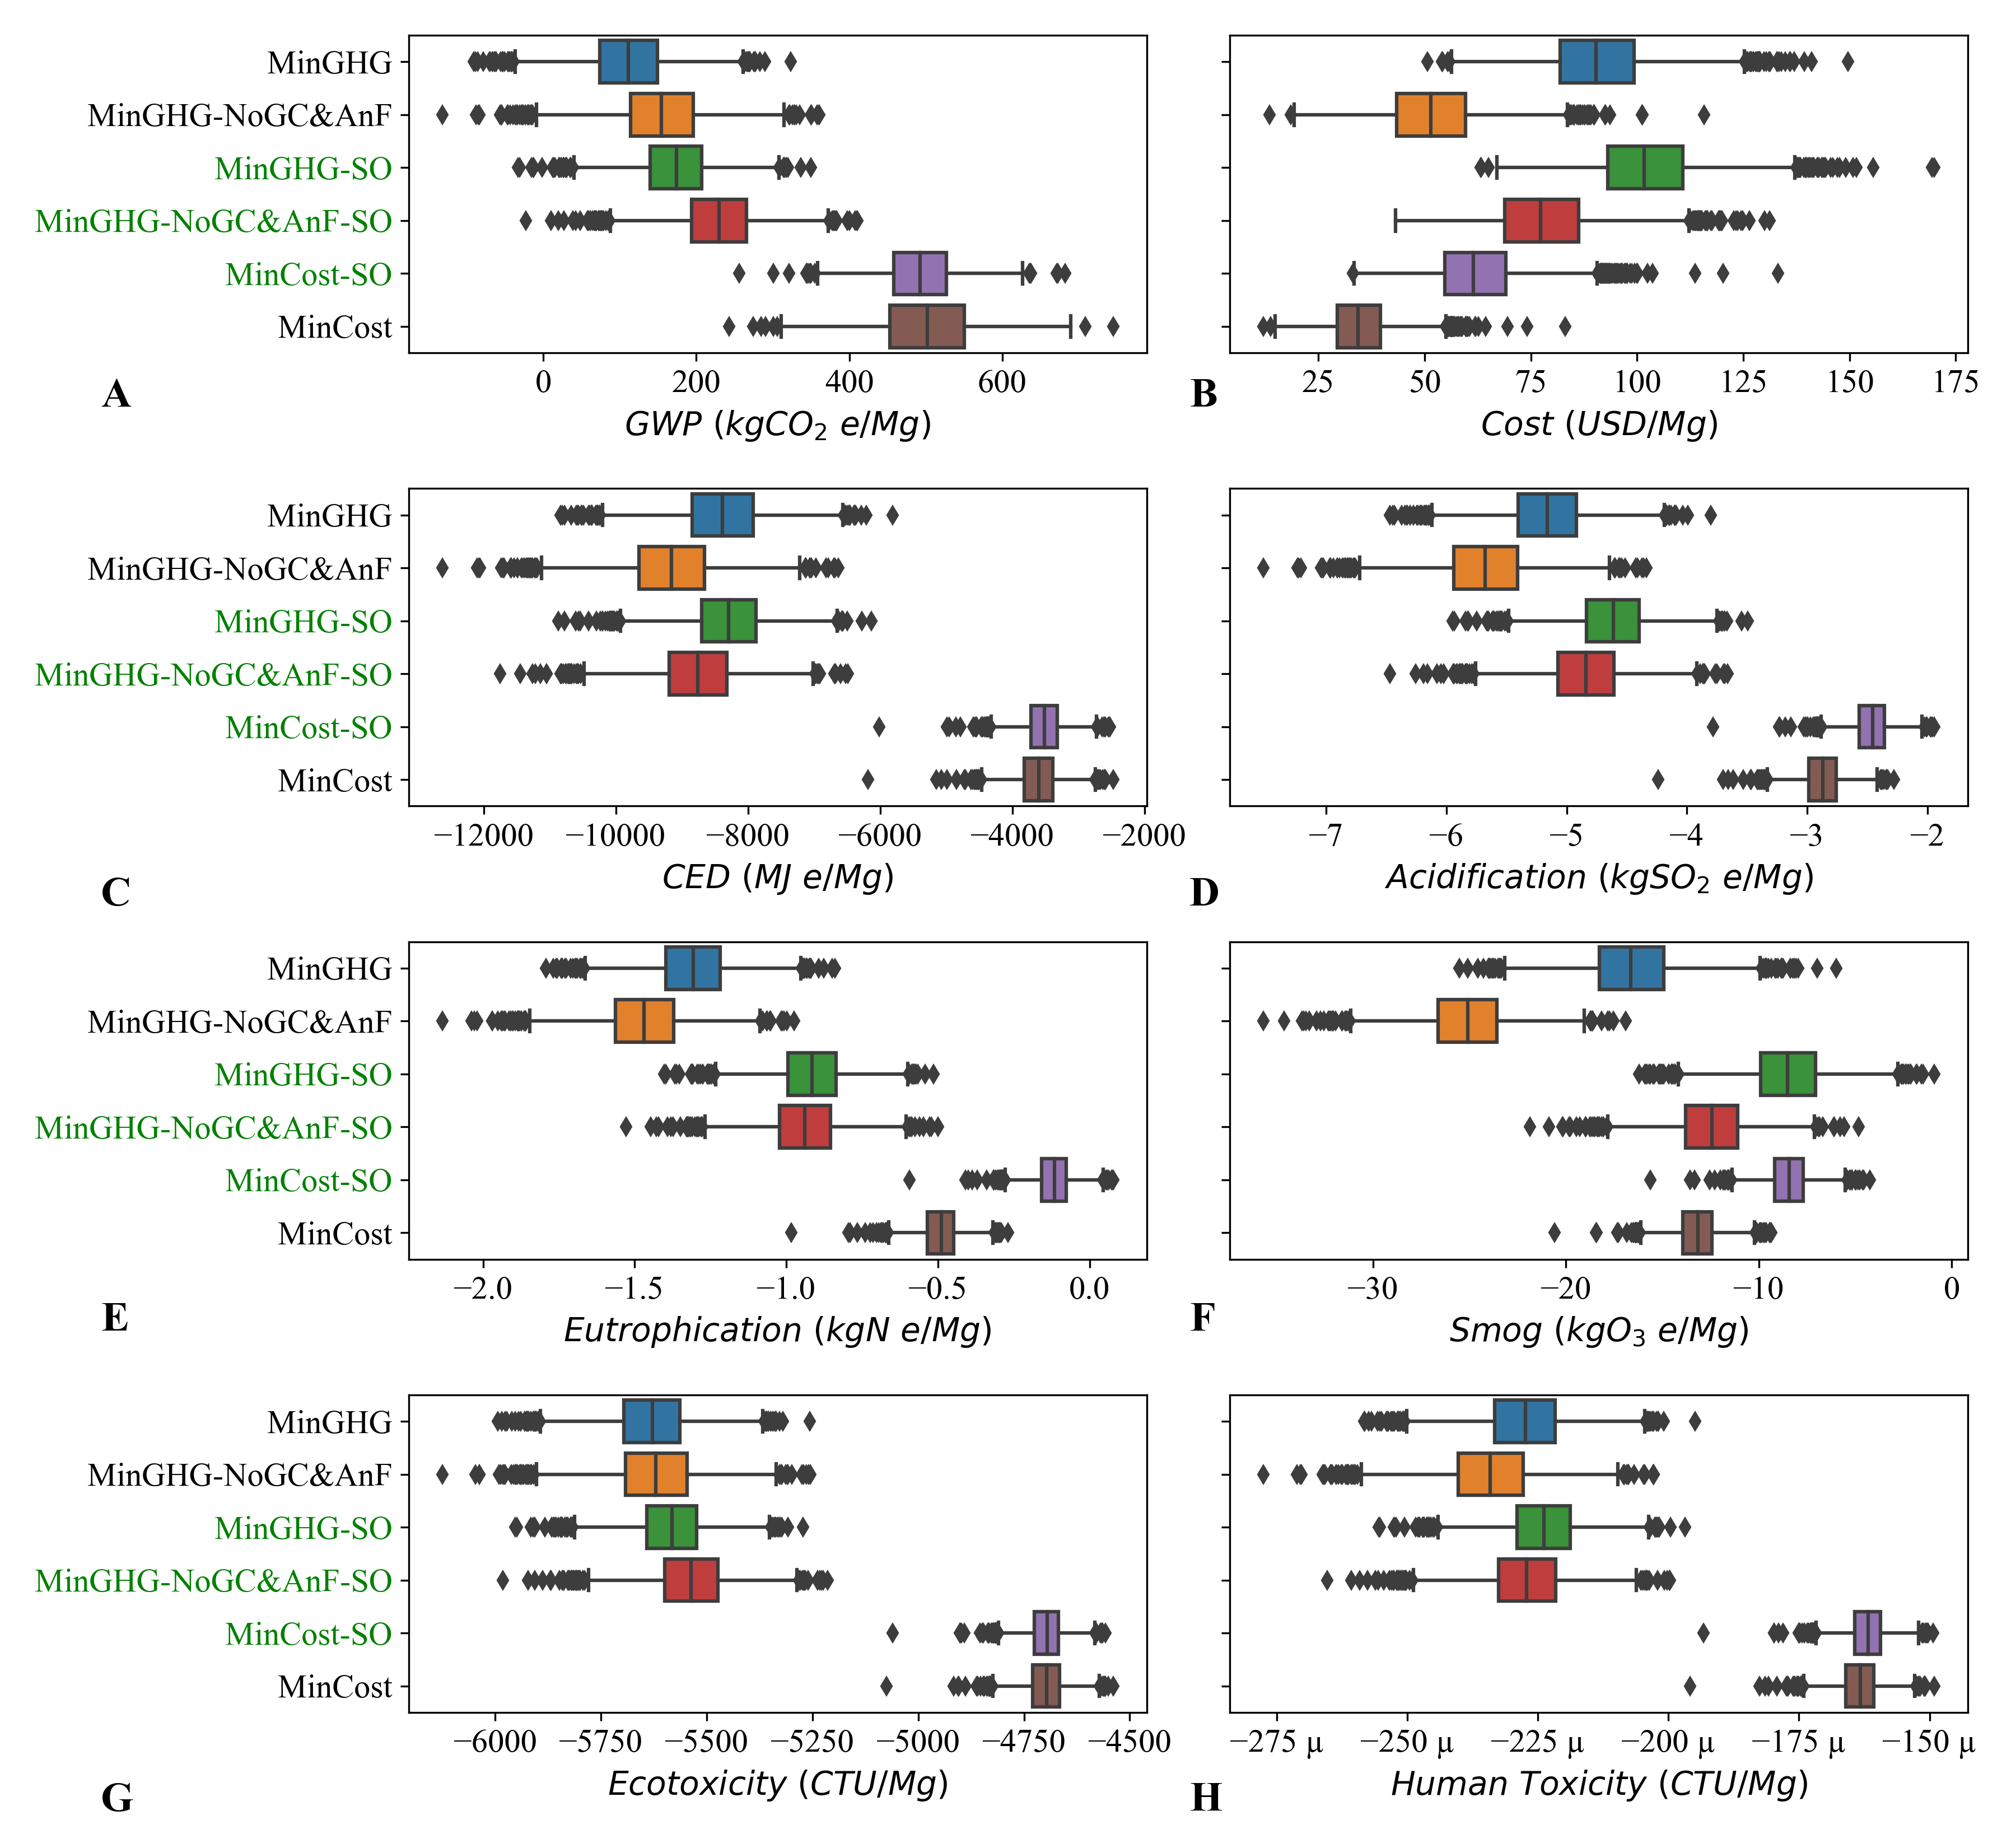 MinGHG
MinGHG-NoGC&AnF
MinGHG-SO
MinGHG-NoGC&AnF-SO
MinCost-SO
MinCost
0 200 400 600
GWP (kgCO₂ e/Mg)
A
25 50 75 100 125 150 175
Cost (USD/Mg)
B
MinGHG
MinGHG-NoGC&AnF
MinGHG-SO
MinGHG-NoGC&AnF-SO
MinCost-SO
MinCost
−12000 −10000 −8000 −6000 −4000 −2000
CED (MJ e/Mg)
C
−7 −6 −5 −4 −3 −2
Acidification (kgSO₂ e/Mg)
D
MinGHG
MinGHG-NoGC&AnF
MinGHG-SO
MinGHG-NoGC&AnF-SO
MinCost-SO
MinCost
−2.0 −1.5 −1.0 −0.5 0.0
Eutrophication (kgN e/Mg)
E
−30 −20 −10 0
Smog (kgO₃ e/Mg)
F
MinGHG
MinGHG-NoGC&AnF
MinGHG-SO
MinGHG-NoGC&AnF-SO
MinCost-SO
MinCost
−6000 −5750 −5500 −5250 −5000 −4750 −4500
Ecotoxicity (CTU/Mg)
G
−275 µ −250 µ −225 µ −200 µ −175 µ −150 µ
Human Toxicity (CTU/Mg)
H